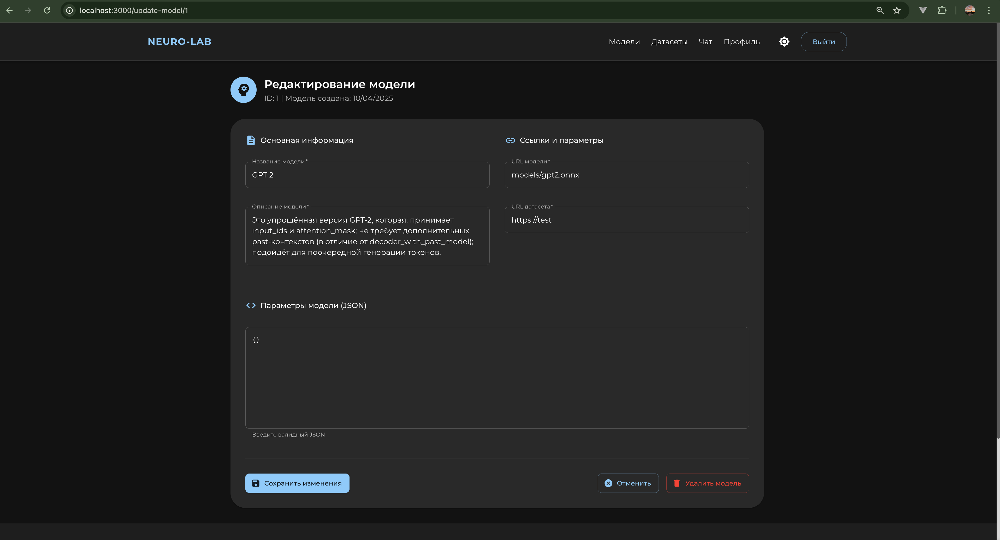 localhost:3000/update-model/1
NEURO-LAB
Модели
Датасеты
Чат
Профиль
Выйти
Редактирование модели
ID: 1 | Модель создана: 10/04/2025
Основная информация
Название модели*
GPT 2
Описание модели*
Это упрощённая версия GPT-2, которая: принимает
input_ids и attention_mask; не требует дополнительных
past-контекстов (в отличие от decoder_with_past_model);
подойдёт для поочередной генерации токенов.
Ссылки и параметры
URL модели*
models/gpt2.onnx
URL датасета*
https://test
Параметры модели (JSON)
{}
Введите валидный JSON
Сохранить изменения
Отменить
Удалить модель